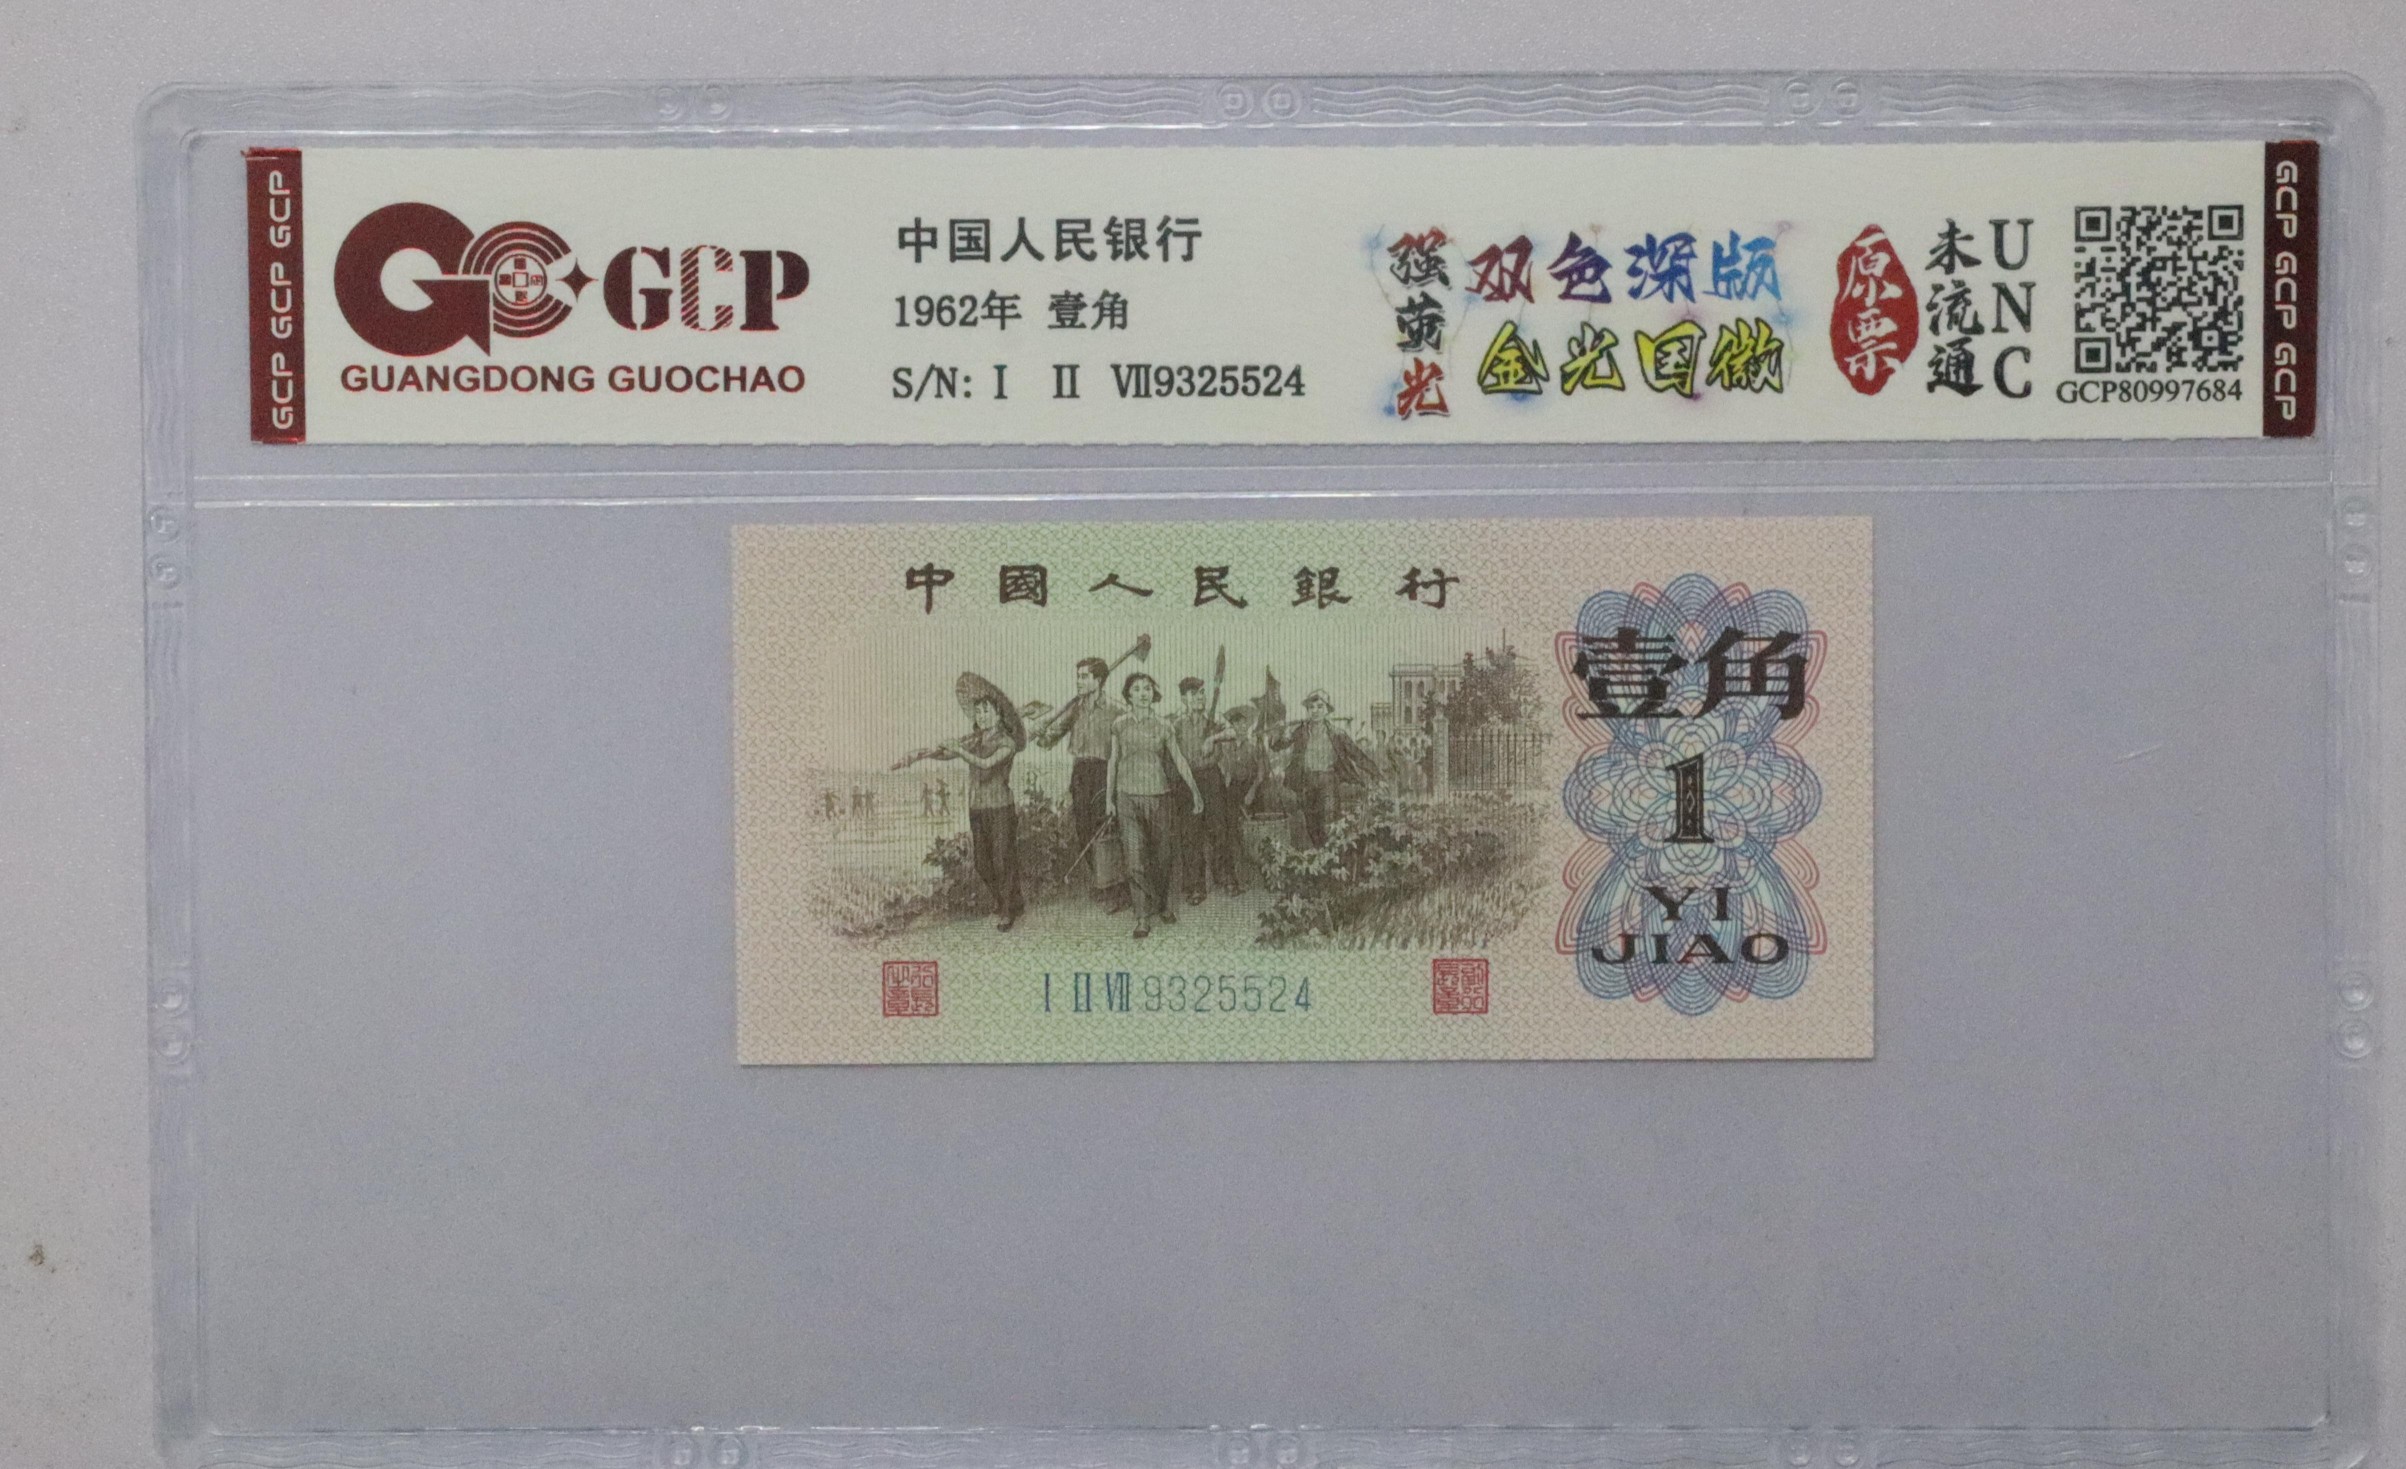 GCP GCP GCP
GCP
GUANGDONG GUOCHAO
中国人民银行
1962年 壹角
S/N: I II VII9325524
强荧光
双色深版
金光国徽
原票
未流通
UNC
GCP80997684
GCP GCP GCP
中國人民銀行
壹角
1
YI
JIAO
I II VII 9325524